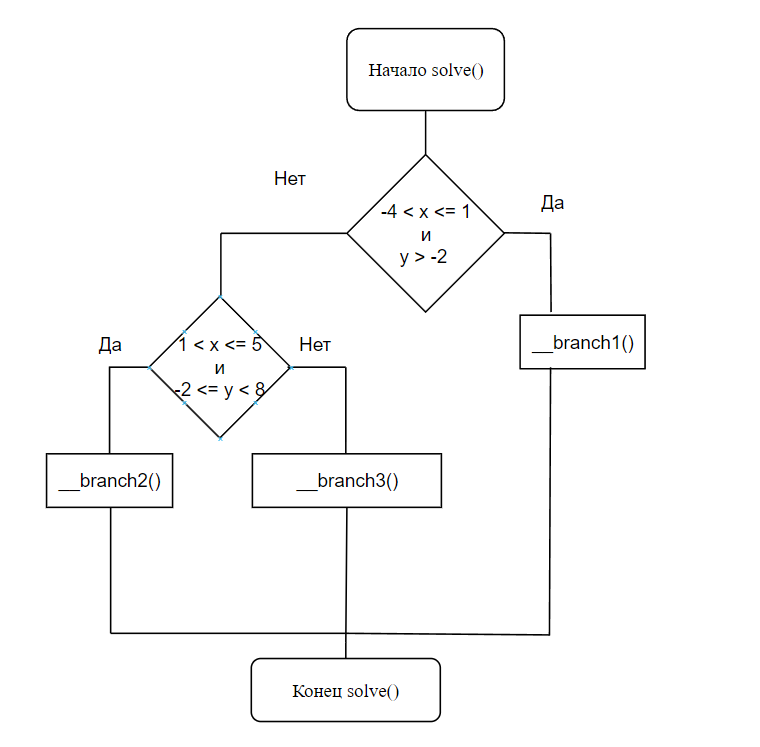 Начало solve()
Нет
Да
-4 < x <= 1
и
y > -2
__branch1()
Да
Нет
1 < x <= 5
и
-2 <= y < 8
__branch2()
__branch3()
Конец solve()